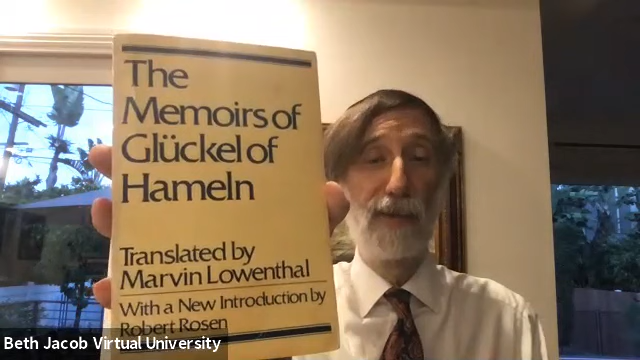 The
Memoirs of
Glückel of
Hameln
Translated by
Marvin Lowenthal
With a New Introduction by
Robert Rosen
Beth Jacob Virtual University